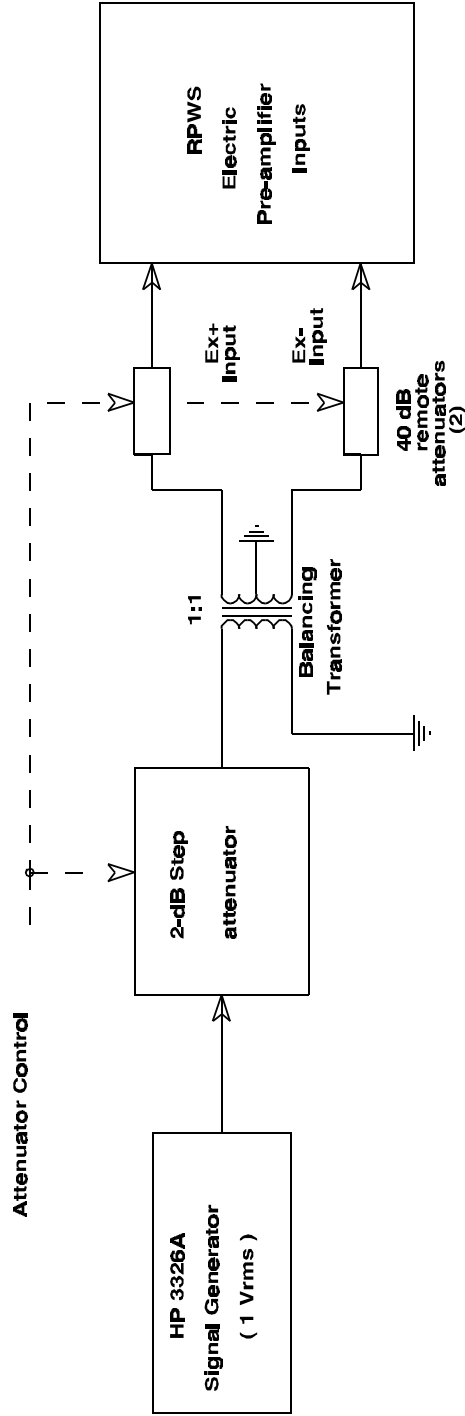 Attenuator Control
HP 3326A
Signal Generator
( 1 Vrms )
2-dB Step
attenuator
1:1
Balancing
Transformer
Ex+
Input
Ex-
Input
40 dB
remote
attenuators
(2)
RPWS
Electric
Pre-amplifier
Inputs